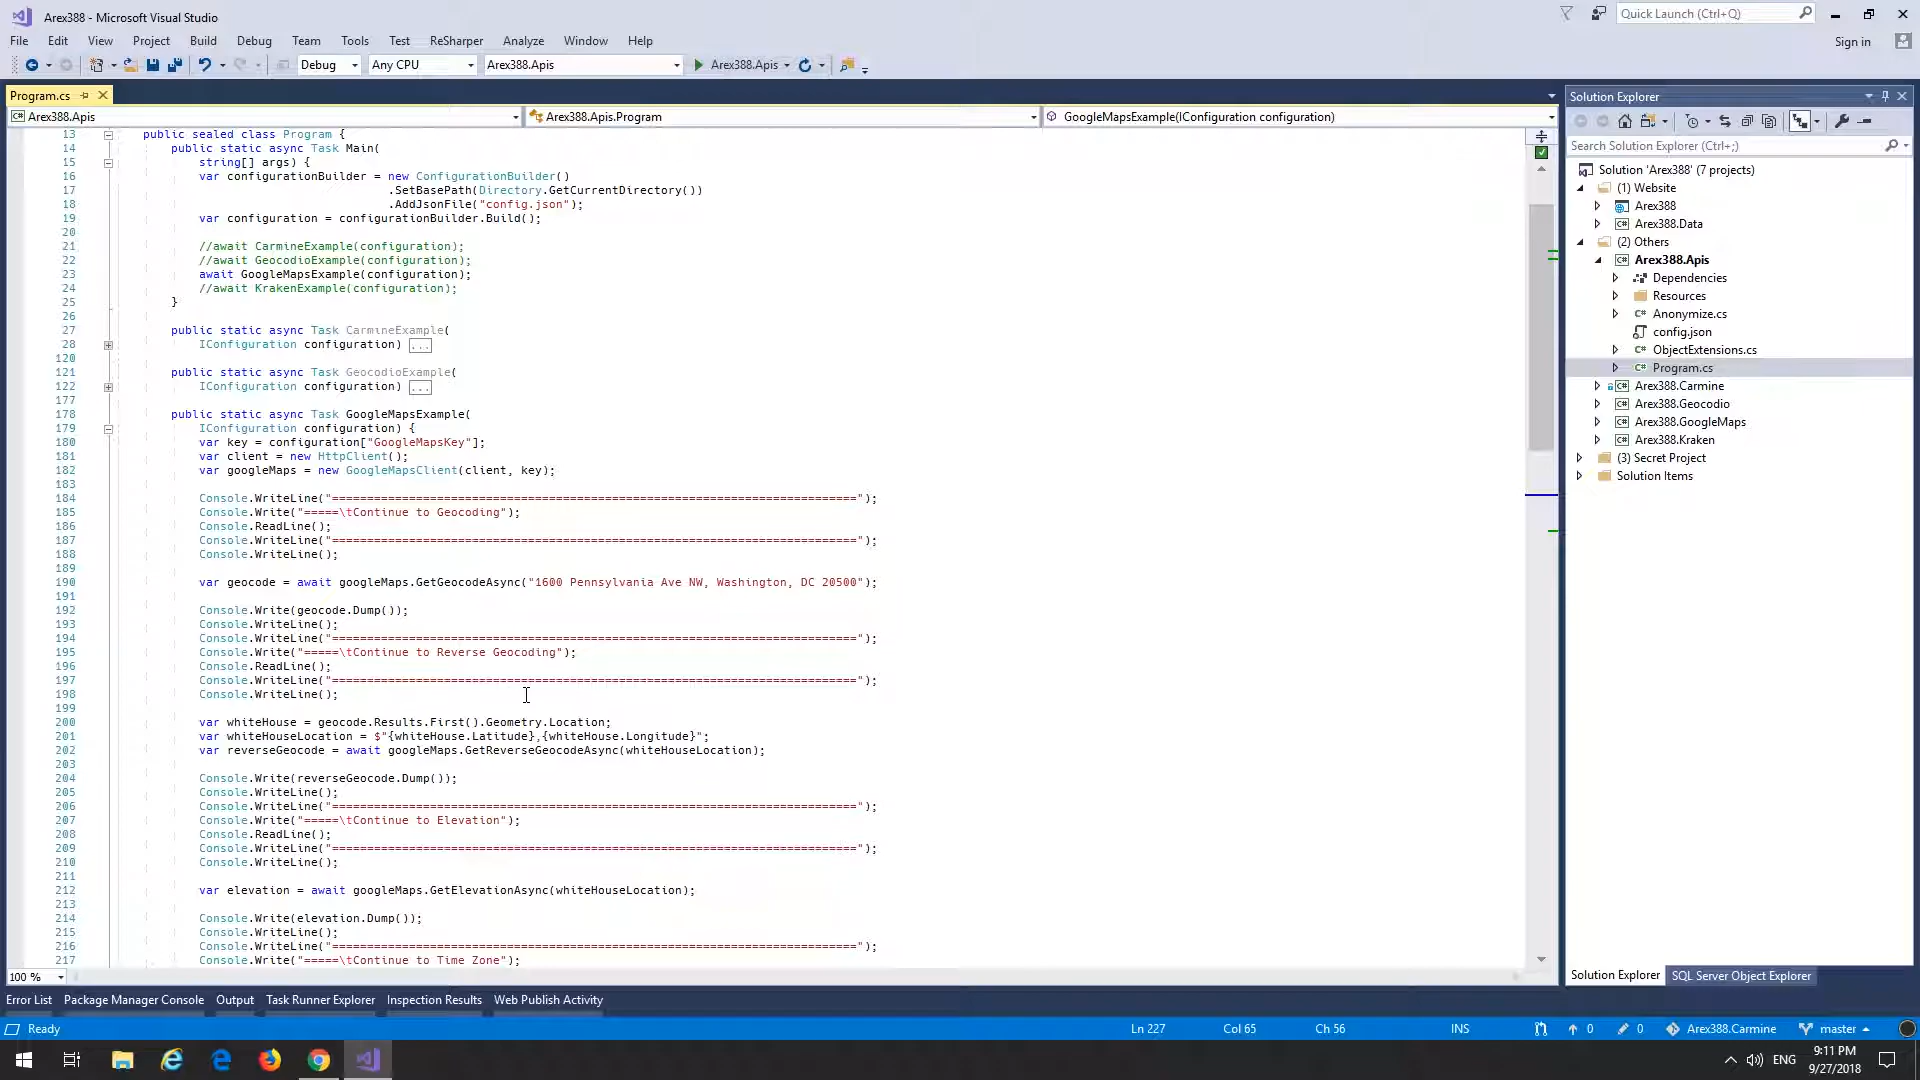 Arex388 - Microsoft Visual Studio
Quick Launch (Ctrl+Q)
File Edit View Project Build Debug Team Tools Test ReSharper Analyze Window Help
Sign in
Debug Any CPU Arex388.Apis Arex388.Apis
Program.cs
Arex388.Apis Arex388.Apis.Program GoogleMapsExample(IConfiguration configuration)
13 public sealed class Program {
14 public static async Task Main(
15 string[] args) {
16 var configurationBuilder = new ConfigurationBuilder()
17 .SetBasePath(Directory.GetCurrentDirectory())
18 .AddJsonFile("config.json");
19 var configuration = configurationBuilder.Build();
20
21 //await CarmineExample(configuration);
22 //await GeocodioExample(configuration);
23 await GoogleMapsExample(configuration);
24 //await KrakenExample(configuration);
25 }
26
27 public static async Task CarmineExample(
28 IConfiguration configuration) ...
120
121 public static async Task GeocodioExample(
122 IConfiguration configuration) ...
177
178 public static async Task GoogleMapsExample(
179 IConfiguration configuration) {
180 var key = configuration["GoogleMapsKey"];
181 var client = new HttpClient();
182 var googleMaps = new GoogleMapsClient(client, key);
183
184 Console.WriteLine("===========================================================================");
185 Console.Write("=====\tContinue to Geocoding");
186 Console.ReadLine();
187 Console.WriteLine("===========================================================================");
188 Console.WriteLine();
189
190 var geocode = await googleMaps.GetGeocodeAsync("1600 Pennsylvania Ave NW, Washington, DC 20500");
191
192 Console.Write(geocode.Dump());
193 Console.WriteLine();
194 Console.WriteLine("===========================================================================");
195 Console.Write("=====\tContinue to Reverse Geocoding");
196 Console.ReadLine();
197 Console.WriteLine("===========================================================================");
198 Console.WriteLine();
199
200 var whiteHouse = geocode.Results.First().Geometry.Location;
201 var whiteHouseLocation = $"{whiteHouse.Latitude},{whiteHouse.Longitude}";
202 var reverseGeocode = await googleMaps.GetReverseGeocodeAsync(whiteHouseLocation);
203
204 Console.Write(reverseGeocode.Dump());
205 Console.WriteLine();
206 Console.WriteLine("===========================================================================");
207 Console.Write("=====\tContinue to Elevation");
208 Console.ReadLine();
209 Console.WriteLine("===========================================================================");
210 Console.WriteLine();
211
212 var elevation = await googleMaps.GetElevationAsync(whiteHouseLocation);
213
214 Console.Write(elevation.Dump());
215 Console.WriteLine();
216 Console.WriteLine("===========================================================================");
217 Console.Write("=====\tContinue to Time Zone");
100 %
Solution Explorer
Search Solution Explorer (Ctrl+;)
Solution 'Arex388' (7 projects)
(1) Website
Arex388
Arex388.Data
(2) Others
Arex388.Apis
Dependencies
Resources
Anonymize.cs
config.json
ObjectExtensions.cs
Program.cs
Arex388.Carmine
Arex388.Geocodio
Arex388.GoogleMaps
Arex388.Kraken
(3) Secret Project
Solution Items
Solution Explorer SQL Server Object Explorer
Error List Package Manager Console Output Task Runner Explorer Inspection Results Web Publish Activity
Ready Ln 227 Col 65 Ch 56 INS 0 0 Arex388.Carmine master
ENG
9:11 PM
9/27/2018